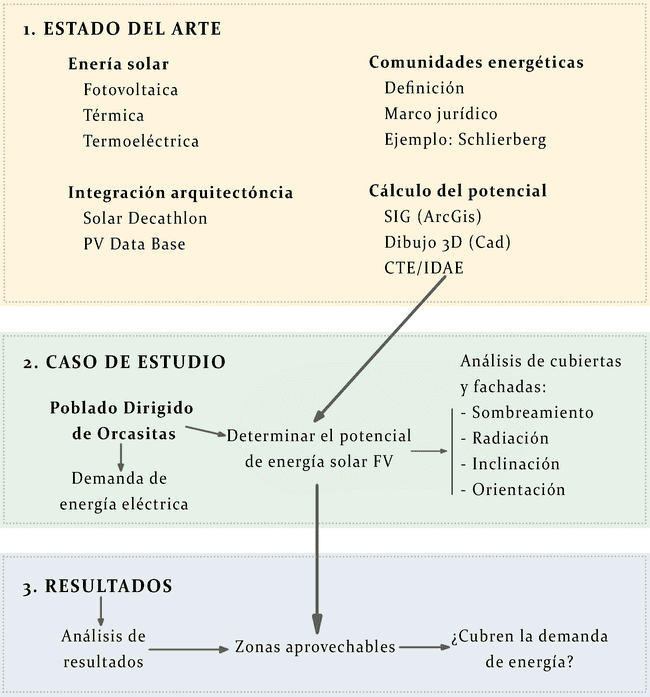 1. ESTADO DEL ARTE
Enería solar
Fotovoltaica
Térmica
Termoeléctrica
Comunidades energéticas
Definición
Marco jurídico
Ejemplo: Schlierberg
Integración arquitectóncia
Solar Decathlon
PV Data Base
Cálculo del potencial
SIG (ArcGis)
Dibujo 3D (Cad)
CTE/IDAE
2. CASO DE ESTUDIO
Poblado Dirigido
de Orcasitas
Demanda de
energía eléctrica
Determinar el potencial
de energía solar FV
Análisis de cubiertas
y fachadas:
- Sombreamiento
- Radiación
- Inclinación
- Orientación
3. RESULTADOS
Análisis de
resultados
Zonas aprovechables
¿Cubren la demanda
de energía?